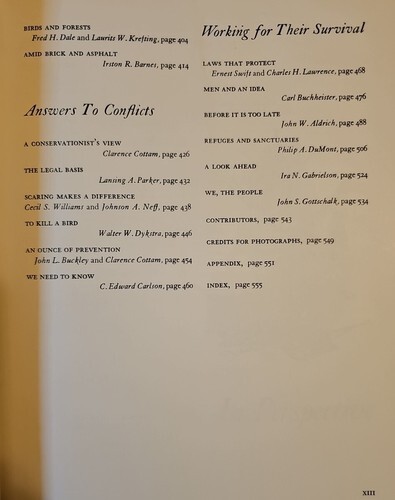 BIRDS AND FORESTS
Fred H. Dale and Laurits W. Krefting, page 404
AMID BRICK AND ASPHALT
Irston R. Barnes, page 414
Answers To Conflicts
A CONSERVATIONIST'S VIEW
Clarence Cottam, page 426
THE LEGAL BASIS
Lansing A. Parker, page 432
SCARING MAKES A DIFFERENCE
Cecil S. Williams and Johnson A. Neff, page 438
TO KILL A BIRD
Walter W. Dykstra, page 446
AN OUNCE OF PREVENTION
John L. Buckley and Clarence Cottam, page 454
WE NEED TO KNOW
C. Edward Carlson, page 460
Working for Their Survival
LAWS THAT PROTECT
Ernest Swift and Charles H. Lawrence, page 468
MEN AND AN IDEA
Carl Buchheister, page 476
BEFORE IT IS TOO LATE
John W. Aldrich, page 488
REFUGES AND SANCTUARIES
Philip A. DuMont, page 506
A LOOK AHEAD
Ira N. Gabrielson, page 524
WE, THE PEOPLE
John S. Gottschalk, page 534
CONTRIBUTORS, page 543
CREDITS FOR PHOTOGRAPHS, page 549
APPENDIX, page 551
INDEX, page 555
XIII